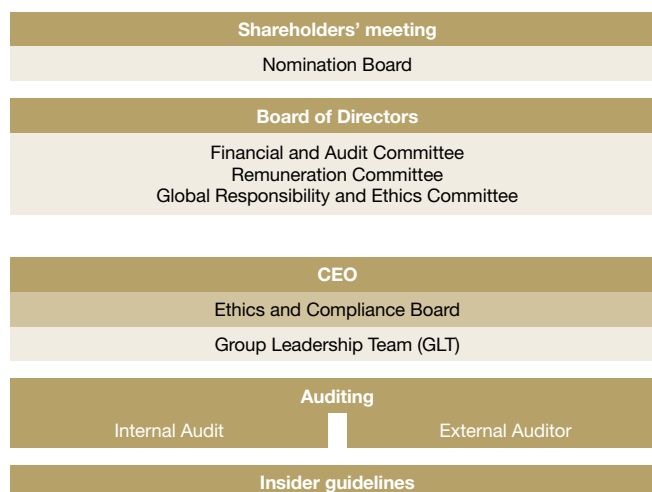 Shareholders’ meeting
Nomination Board
Board of Directors
Financial and Audit Committee
Remuneration Committee
Global Responsibility and Ethics Committee
CEO
Ethics and Compliance Board
Group Leadership Team (GLT)
Auditing
Internal Audit
External Auditor
Insider guidelines